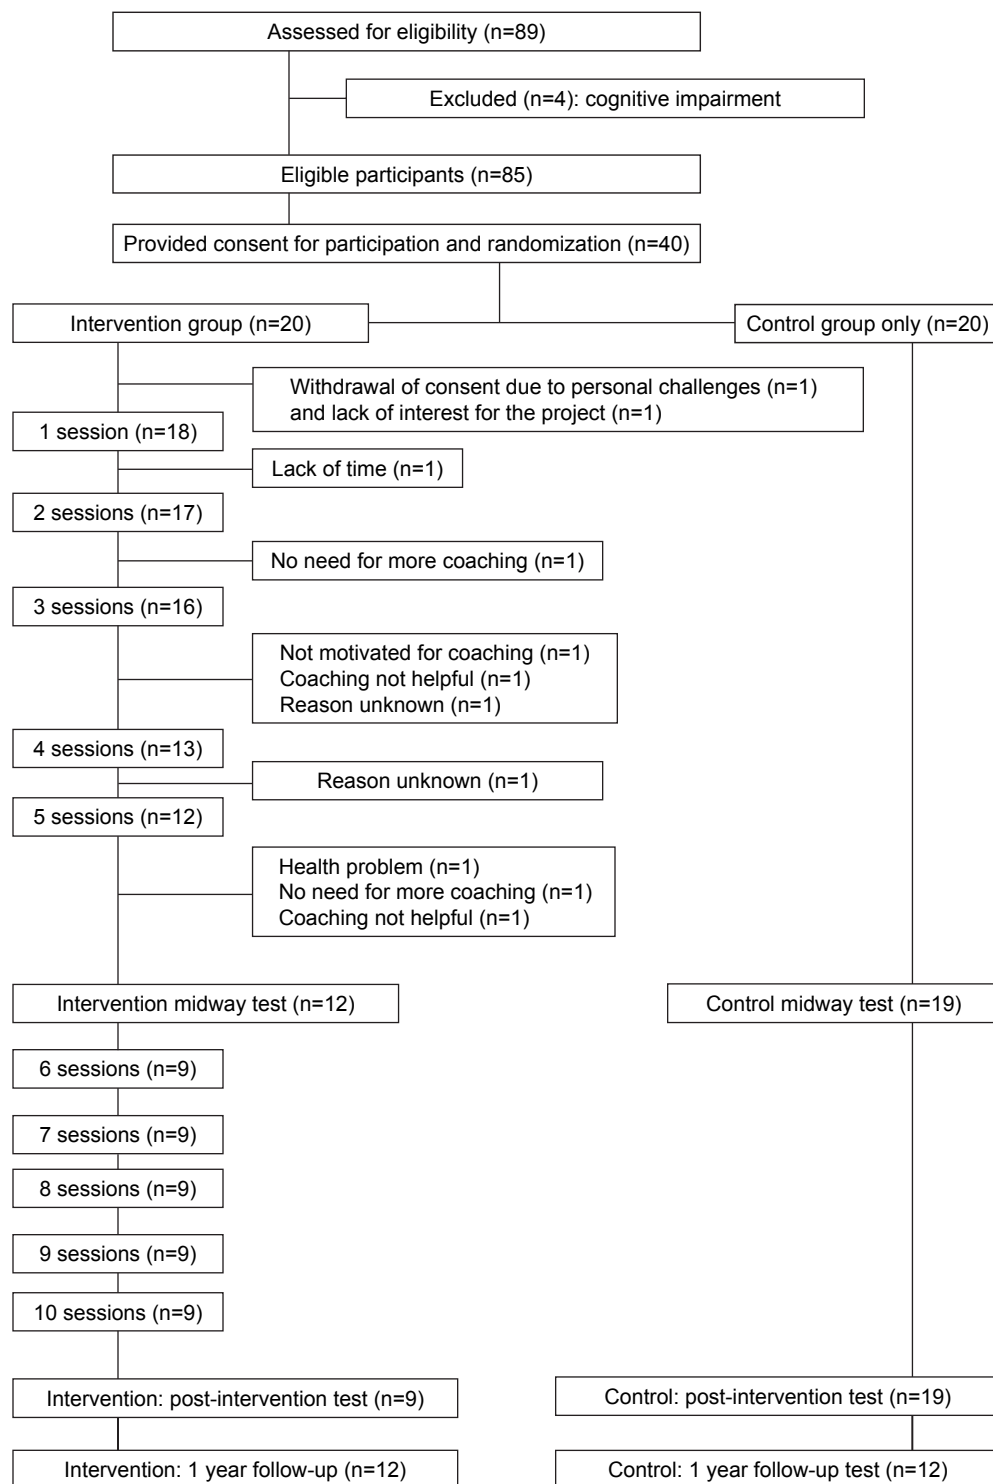 Assessed for eligibility (n=89)
Excluded (n=4): cognitive impairment
Eligible participants (n=85)
Provided consent for participation and randomization (n=40)
Intervention group (n=20)
Control group only (n=20)
Withdrawal of consent due to personal challenges (n=1)
and lack of interest for the project (n=1)
1 session (n=18)
Lack of time (n=1)
2 sessions (n=17)
No need for more coaching (n=1)
3 sessions (n=16)
Not motivated for coaching (n=1)
Coaching not helpful (n=1)
Reason unknown (n=1)
4 sessions (n=13)
Reason unknown (n=1)
5 sessions (n=12)
Health problem (n=1)
No need for more coaching (n=1)
Coaching not helpful (n=1)
Intervention midway test (n=12)
Control midway test (n=19)
6 sessions (n=9)
7 sessions (n=9)
8 sessions (n=9)
9 sessions (n=9)
10 sessions (n=9)
Intervention: post-intervention test (n=9)
Control: post-intervention test (n=19)
Intervention: 1 year follow-up (n=12)
Control: 1 year follow-up test (n=12)